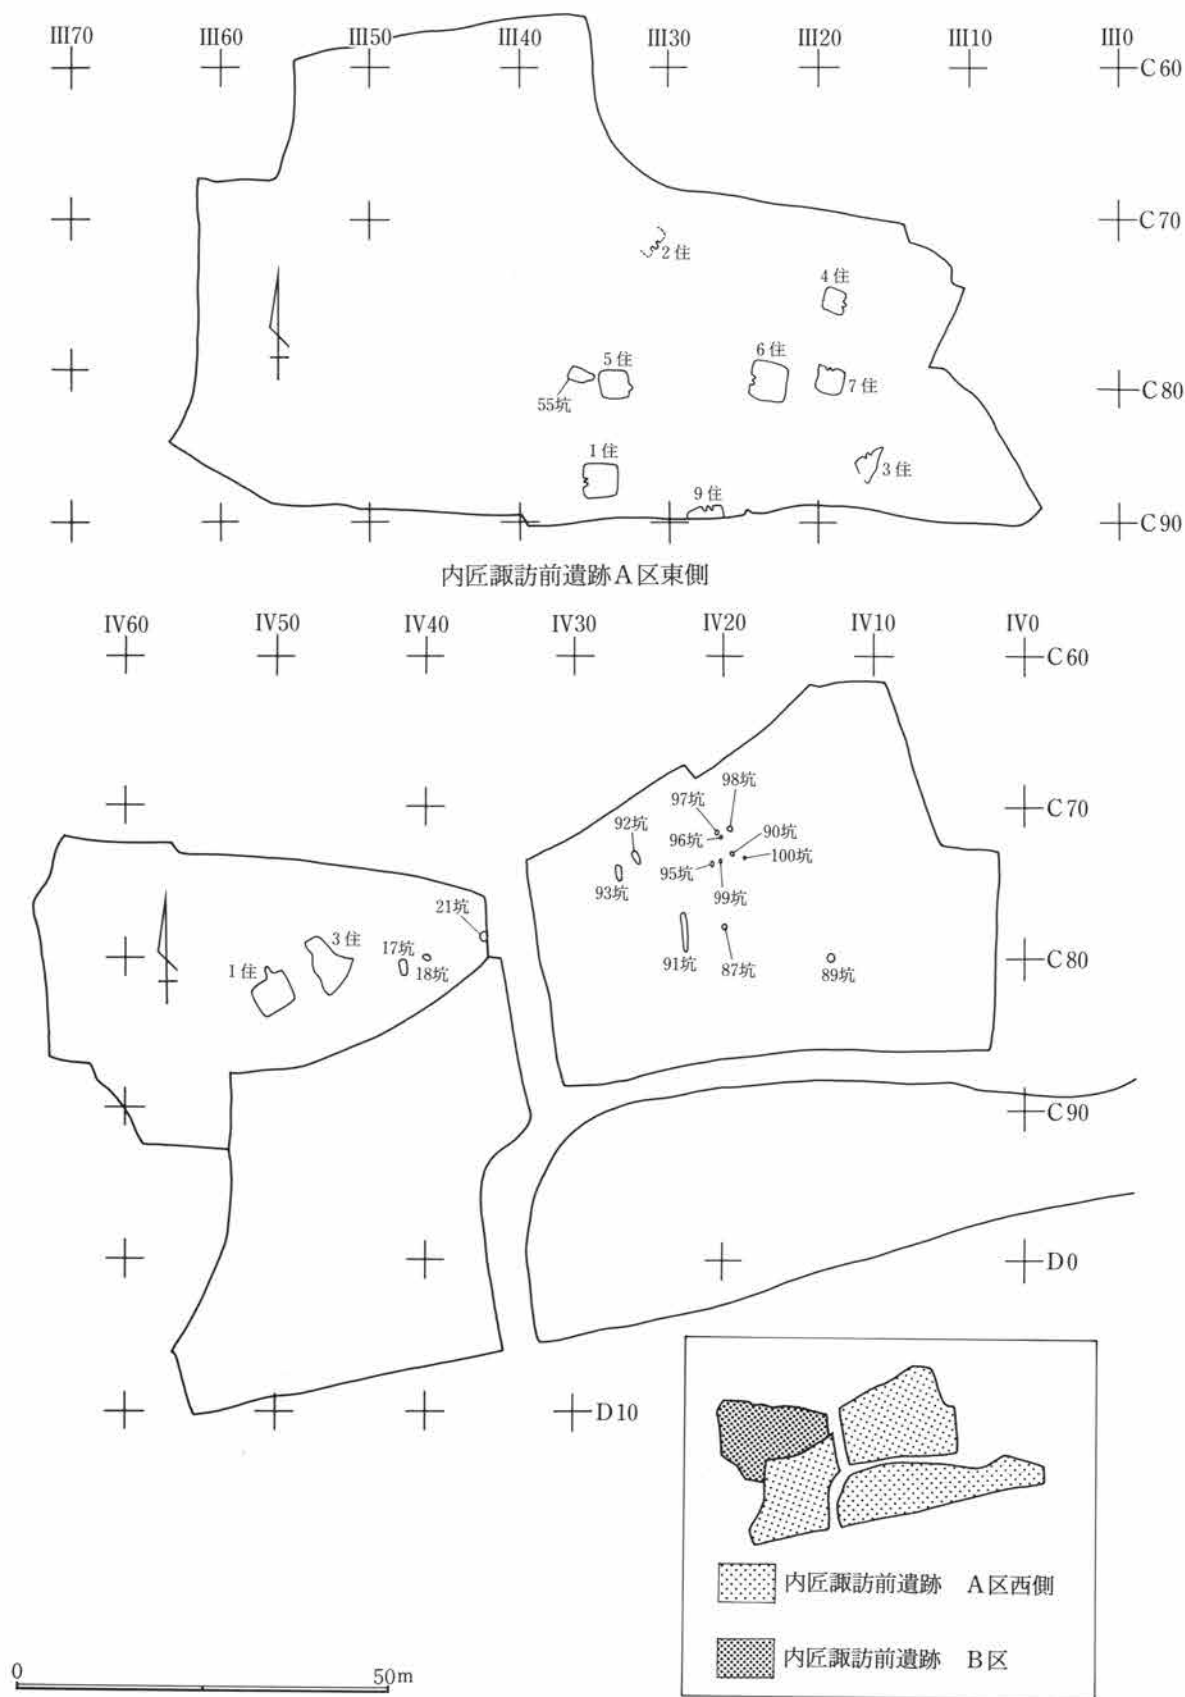 III70 III60 III50 III40 III30 III20 III10 III0
C60
C70
2住
4住
5住 6住
55坑 7住 C80
1住
3住
9住
C90
内匠諏訪前遺跡A区東側
IV60 IV50 IV40 IV30 IV20 IV10 IV0
C60
98坑
97坑 C70
92坑 96坑 90坑
100坑
95坑
93坑
99坑
21坑
3住 17坑
1住 18坑 91坑 87坑 89坑 C80
C90
D0
D10
内匠諏訪前遺跡 A区西側
内匠諏訪前遺跡 B区
0 50m